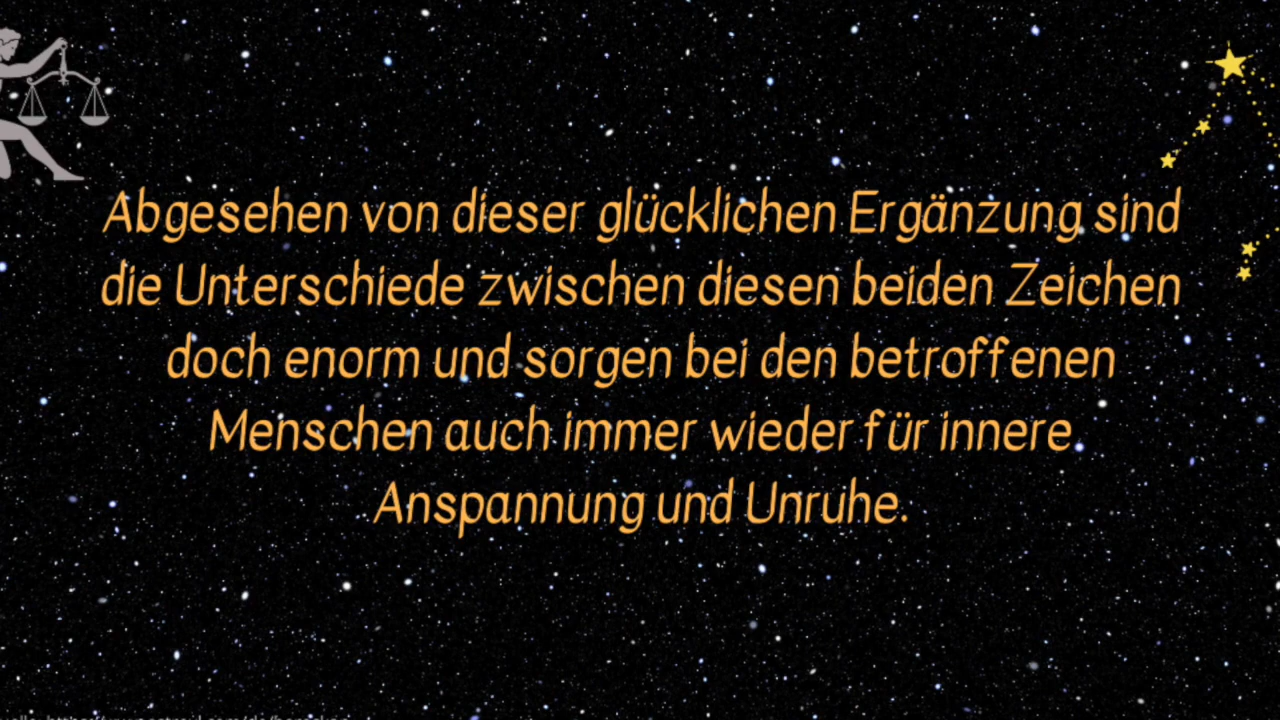 Abgesehen von dieser glücklichen Ergänzung sind
die Unterschiede zwischen diesen beiden Zeichen
doch enorm und sorgen bei den betroffenen
Menschen auch immer wieder für innere
Anspannung und Unruhe.